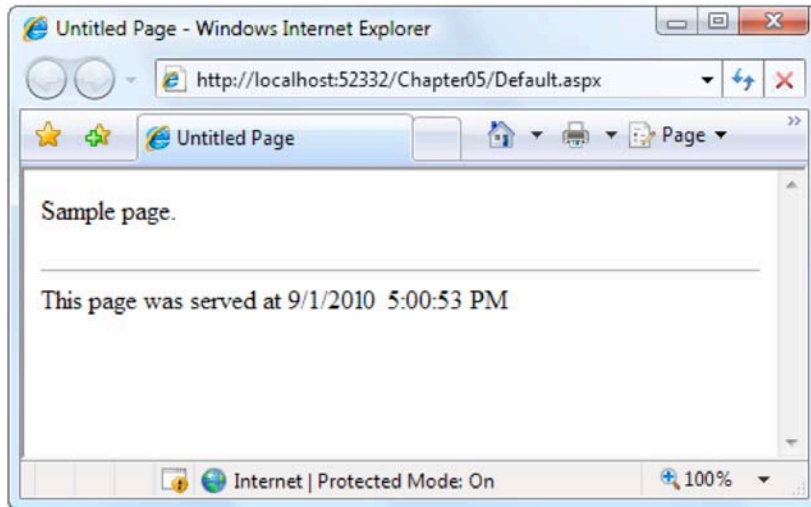 Untitled Page - Windows Internet Explorer
http://localhost:52332/Chapter05/Default.aspx
Untitled Page
Page
Sample page.
This page was served at 9/1/2010 5:00:53 PM
Internet | Protected Mode: On
100%